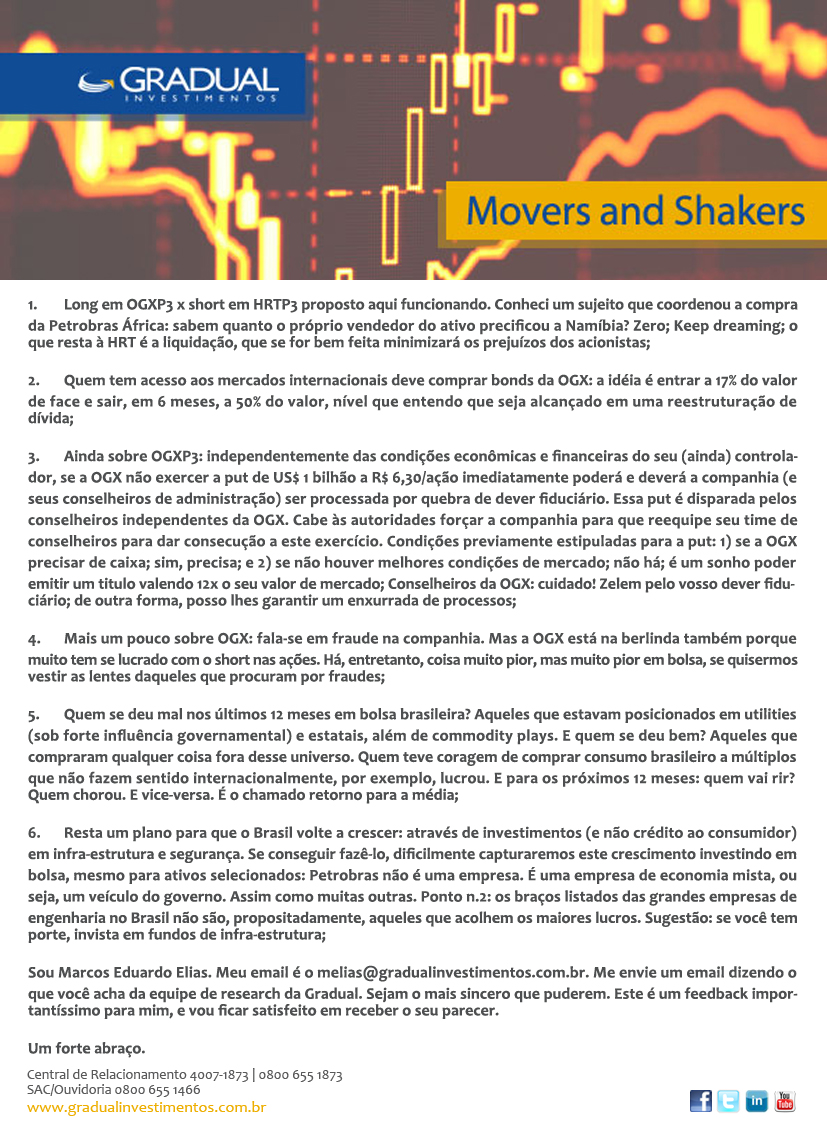 GRADUAL
INVESTIMENTOS
Movers and Shakers
1. Long em OGXP3 x short em HRTP3 proposto aqui funcionando. Conheci um sujeito que coordenou a compra
da Petrobras África: sabem quanto o próprio vendedor do ativo precificou a Namíbia? Zero; Keep dreaming; o
que resta à HRT é a liquidação, que se for bem feita minimizará os prejuízos dos acionistas;
2. Quem tem acesso aos mercados internacionais deve comprar bonds da OGX: a idéia é entrar a 17% do valor
de face e sair, em 6 meses, a 50% do valor, nível que entendo que seja alcançado em uma reestruturação de
dívida;
3. Ainda sobre OGXP3: independentemente das condições econômicas e financeiras do seu (ainda) controla-
dor, se a OGX não exercer a put de US$ 1 bilhão a R$ 6,30/ação imediatamente poderá e deverá a companhia (e
seus conselheiros de administração) ser processada por quebra de dever fiduciário. Essa put é disparada pelos
conselheiros independentes da OGX. Cabe às autoridades forçar a companhia para que reequipe seu time de
conselheiros para dar consecução a este exercício. Condições previamente estipuladas para a put: 1) se a OGX
precisar de caixa; sim, precisa; e 2) se não houver melhores condições de mercado; não há; é um sonho poder
emitir um titulo valendo 12x o seu valor de mercado; Conselheiros da OGX: cuidado! Zelem pelo vosso dever fidu-
ciário; de outra forma, posso lhes garantir um enxurrada de processos;
4. Mais um pouco sobre OGX: fala-se em fraude na companhia. Mas a OGX está na berlinda também porque
muito tem se lucrado com o short nas ações. Há, entretanto, coisa muito pior, mas muito pior em bolsa, se quisermos
vestir as lentes daqueles que procuram por fraudes;
5. Quem se deu mal nos últimos 12 meses em bolsa brasileira? Aqueles que estavam posicionados em utilities
(sob forte influência governamental) e estatais, além de commodity plays. E quem se deu bem? Aqueles que
compraram qualquer coisa fora desse universo. Quem teve coragem de comprar consumo brasileiro a múltiplos
que não fazem sentido internacionalmente, por exemplo, lucrou. E para os próximos 12 meses: quem vai rir?
Quem chorou. E vice-versa. É o chamado retorno para a média;
6. Resta um plano para que o Brasil volte a crescer: através de investimentos (e não crédito ao consumidor)
em infra-estrutura e segurança. Se conseguir fazê-lo, dificilmente capturaremos este crescimento investindo em
bolsa, mesmo para ativos selecionados: Petrobras não é uma empresa. É uma empresa de economia mista, ou
seja, um veículo do governo. Assim como muitas outras. Ponto n.2: os braços listados das grandes empresas de
engenharia no Brasil não são, propositadamente, aqueles que acolhem os maiores lucros. Sugestão: se você tem
porte, invista em fundos de infra-estrutura;
Sou Marcos Eduardo Elias. Meu email é o melias@gradualinvestimentos.com.br. Me envie um email dizendo o
que você acha da equipe de research da Gradual. Sejam o mais sincero que puderem. Este é um feedback impor-
tantíssimo para mim, e vou ficar satisfeito em receber o seu parecer.
Um forte abraço.
Central de Relacionamento 4007-1873 | 0800 655 1873
SAC/Ouvidoria 0800 655 1466
www.gradualinvestimentos.com.br
f t in You Tube